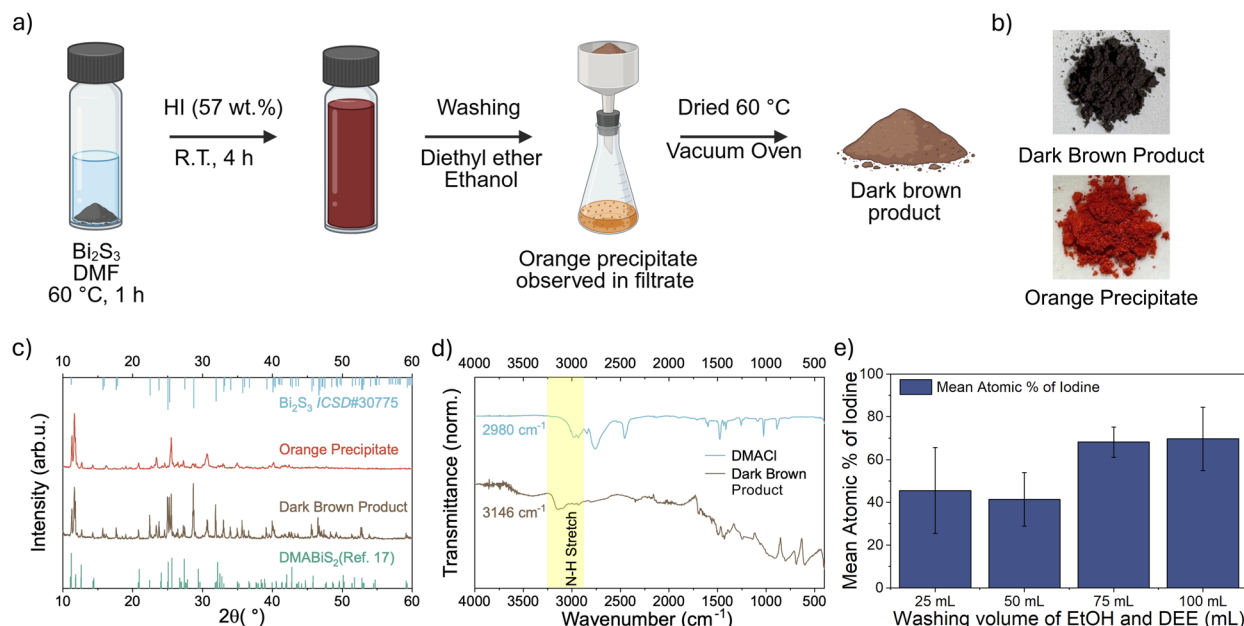 a)
HI (57 wt.%)
R.T., 4 h
Bi₂S₃
DMF
60 °C, 1 h
Washing
Diethyl ether
Ethanol
Orange precipitate
observed in filtrate
Dried 60 °C
Vacuum Oven
Dark brown
product
b)
Dark Brown Product
Orange Precipitate
c)
10 20 30 40 50 60
Bi₂S₃ ICSD#30775
Orange Precipitate
Dark Brown Product
DMABiS₂(Ref. 17)
Intensity (arb.u.)
10 20 30 40 50 60
2θ( °)
d)
4000 3500 3000 2500 2000 1500 1000 500
2980 cm⁻¹
DMACl
Dark Brown
Product
3146 cm⁻¹
N-H Stretch
Transmittance (norm.)
4000 3500 3000 2500 2000 1500 1000 500
Wavenumber (cm⁻¹)
e)
Mean Atomic % of Iodine
100
80
60
40
20
0
Mean Atomic % of Iodine
25 mL 50 mL 75 mL 100 mL
Washing volume of EtOH and DEE (mL)